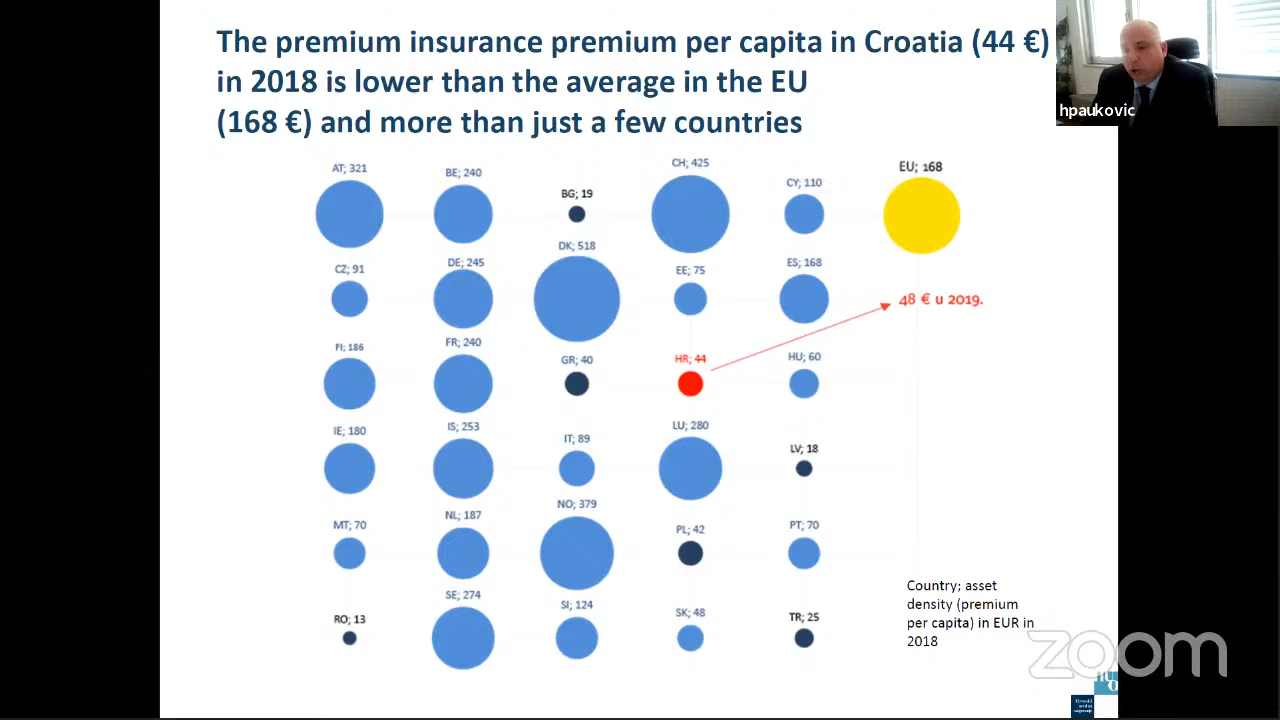 The premium insurance premium per capita in Croatia (44 €)
in 2018 is lower than the average in the EU
(168 €) and more than just a few countries
hpaukovic
AT; 321
BE; 240
BG; 19
CH; 425
CY; 110
EU; 168
CZ; 91
DE; 245
DK; 518
EE; 75
ES; 168
48 € u 2019.
FI; 186
FR; 240
GR; 40
HR; 44
HU; 60
IE; 180
IS; 253
IT; 89
LU; 280
LV; 18
MT; 70
NL; 187
NO; 379
PL; 42
PT; 70
RO; 13
SE; 274
SI; 124
SK; 48
TR; 25
Country; asset
density (premium
per capita) in EUR in
2018
zoom